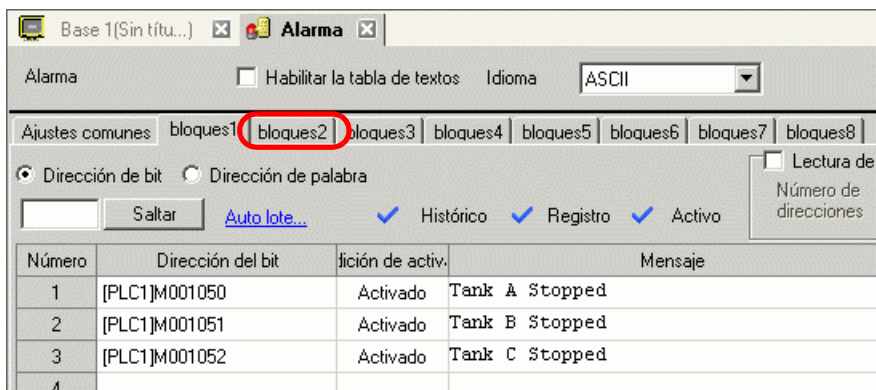 Base 1(Sin títu...) Alarma
Alarma Habilitar la tabla de textos Idioma ASCII
Ajustes comunes bloques1 bloques2 bloques3 bloques4 bloques5 bloques6 bloques7 bloques8
Dirección de bit Dirección de palabra Lectura de
Número de
Saltar Auto lote... Histórico Registro Activo direcciones
Número Dirección del bit dición de activ. Mensaje
1 [PLC1]M001050 Activado Tank A Stopped
2 [PLC1]M001051 Activado Tank B Stopped
3 [PLC1]M001052 Activado Tank C Stopped
4